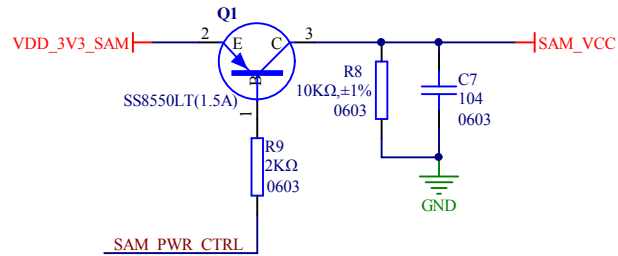 Q1
VDD_3V3_SAM
2
E
C
3
SAM_VCC
B
SS8550LT(1.5A)
1
R8
10KΩ,±1%
0603
C7
104
0603
R9
2KΩ
0603
GND
SAM_PWR_CTRL